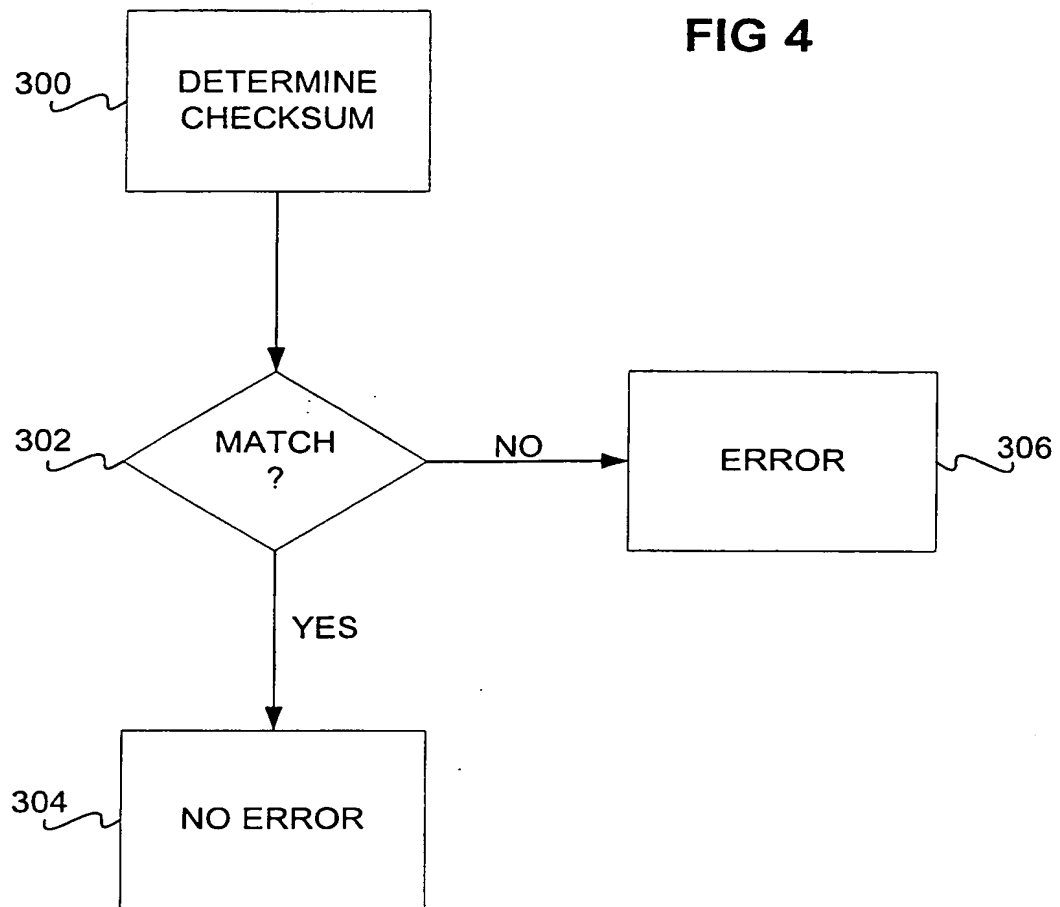 FIG 4
300
DETERMINE
CHECKSUM
302
MATCH
?
NO
ERROR
306
YES
304
NO ERROR